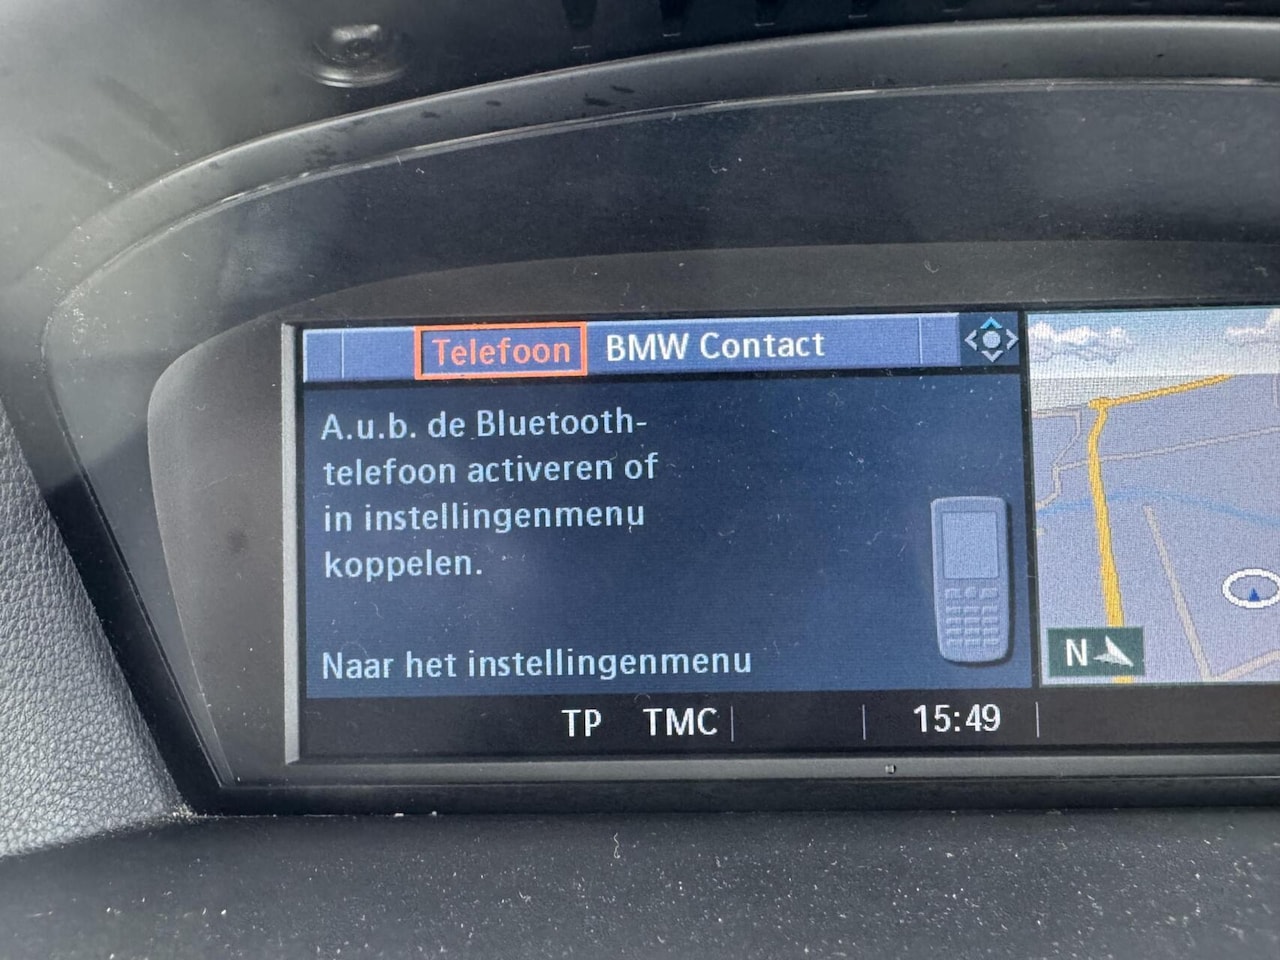 Telefoon BMW Contact
A.u.b. de Bluetooth-
telefoon activeren of
in instellingenmenu
koppelen.
Naar het instellingenmenu
N
TP TMC 15:49